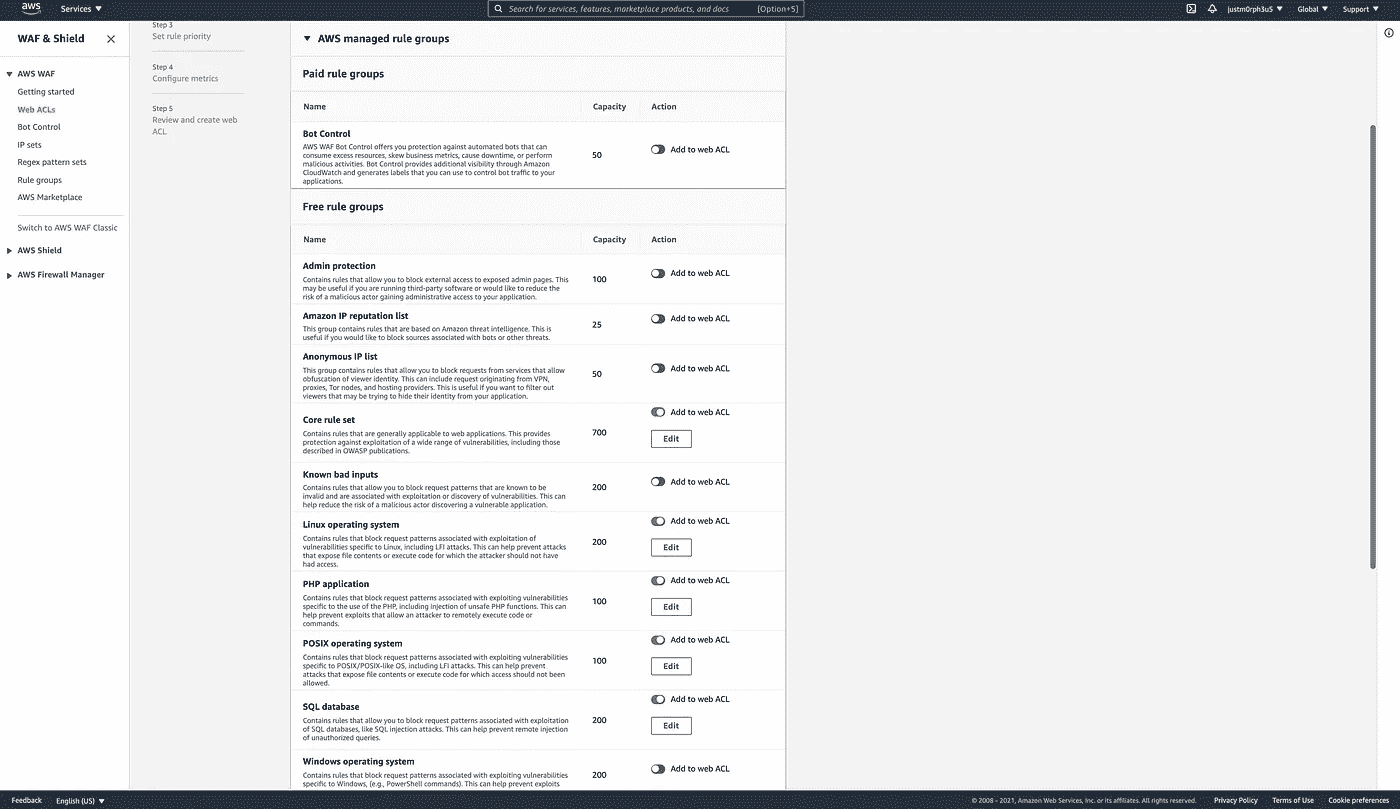 aws
Services ▼
Search for services, features, marketplace products, and docs
[Option+S]
justm0rph3u5 ▼
Global ▼
Support ▼
WAF & Shield
AWS WAF
Getting started
Web ACLs
Bot Control
IP sets
Regex pattern sets
Rule groups
AWS Marketplace
Switch to AWS WAF Classic
AWS Shield
AWS Firewall Manager
Step 3
Set rule priority
Step 4
Configure metrics
Step 5
Review and create web
ACL
AWS managed rule groups
Paid rule groups
Name Capacity Action
Bot Control
AWS WAF Bot Control offers you protection against automated bots that can
consume excess resources, skew business metrics, cause downtime, or perform
malicious activities. Bot Control provides additional visibility through Amazon
CloudWatch and generates labels that you can use to control bot traffic to your
applications.
50
Add to web ACL
Free rule groups
Name Capacity Action
Admin protection
Contains rules that allow you to block external access to exposed admin pages. This
may be useful if you are running third-party software or would like to reduce the
risk of a malicious actor gaining administrative access to your application.
100
Add to web ACL
Amazon IP reputation list
This group contains rules that are based on Amazon threat intelligence. This is
useful if you would like to block sources associated with bots or other threats.
25
Add to web ACL
Anonymous IP list
This group contains rules that allow you to block requests from services that allow
obfuscation of viewer identity. This can include request originating from VPN,
proxies, Tor nodes, and hosting providers. This is useful if you want to filter out
viewers that may be trying to hide their identity from your application.
50
Add to web ACL
Core rule set
Contains rules that are generally applicable to web applications. This provides
protection against exploitation of a wide range of vulnerabilities, including those
described in OWASP publications.
700
Add to web ACL
Edit
Known bad inputs
Contains rules that allow you to block request patterns that are known to be
invalid and are associated with exploitation or discovery of vulnerabilities. This can
help reduce the risk of a malicious actor discovering a vulnerable application.
200
Add to web ACL
Linux operating system
Contains rules that block request patterns associated with exploitation of
vulnerabilities specific to Linux, including LFI attacks. This can help prevent attacks
that expose file contents or execute code for which the attacker should not have
had access.
200
Add to web ACL
Edit
PHP application
Contains rules that block request patterns associated with exploiting vulnerabilities
specific to the use of the PHP, including injection of unsafe PHP functions. This can
help prevent exploits that allow an attacker to remotely execute code or
commands.
100
Add to web ACL
Edit
POSIX operating system
Contains rules that block request patterns associated with exploiting vulnerabilities
specific to POSIX/POSIX-like OS, including LFI attacks. This can help prevent
attacks that expose file contents or execute code for which access should not been
allowed.
100
Add to web ACL
Edit
SQL database
Contains rules that allow you to block request patterns associated with exploitation
of SQL databases, like SQL injection attacks. This can help prevent remote injection
of unauthorized queries.
200
Add to web ACL
Edit
Windows operating system
Contains rules that block request patterns associated with exploiting vulnerabilities
specific to Windows, (e.g., PowerShell commands). This can help prevent exploits
200
Add to web ACL
Feedback
English (US) ▼
© 2008 - 2021, Amazon Web Services, Inc. or its affiliates. All rights reserved.
Privacy Policy
Terms of Use
Cookie preferences